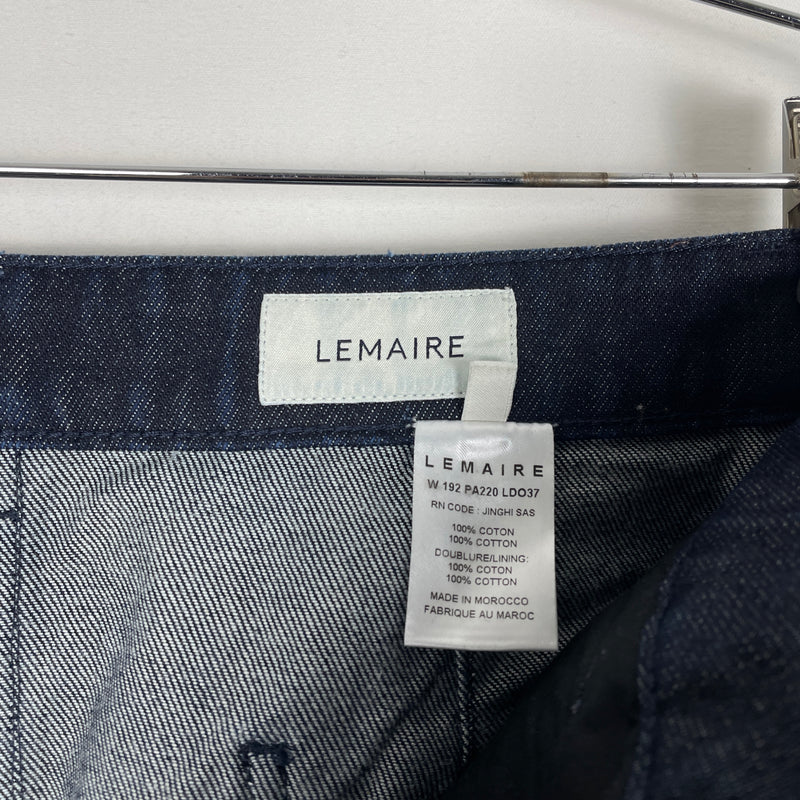 LEMAIRE
LEMAIRE
W 192 PA220 LDO37
RN CODE : JINGHI SAS
100% COTON
100% COTTON
DOUBLURE/LINING:
100% COTON
100% COTTON
MADE IN MOROCCO
FABRIQUE AU MAROC